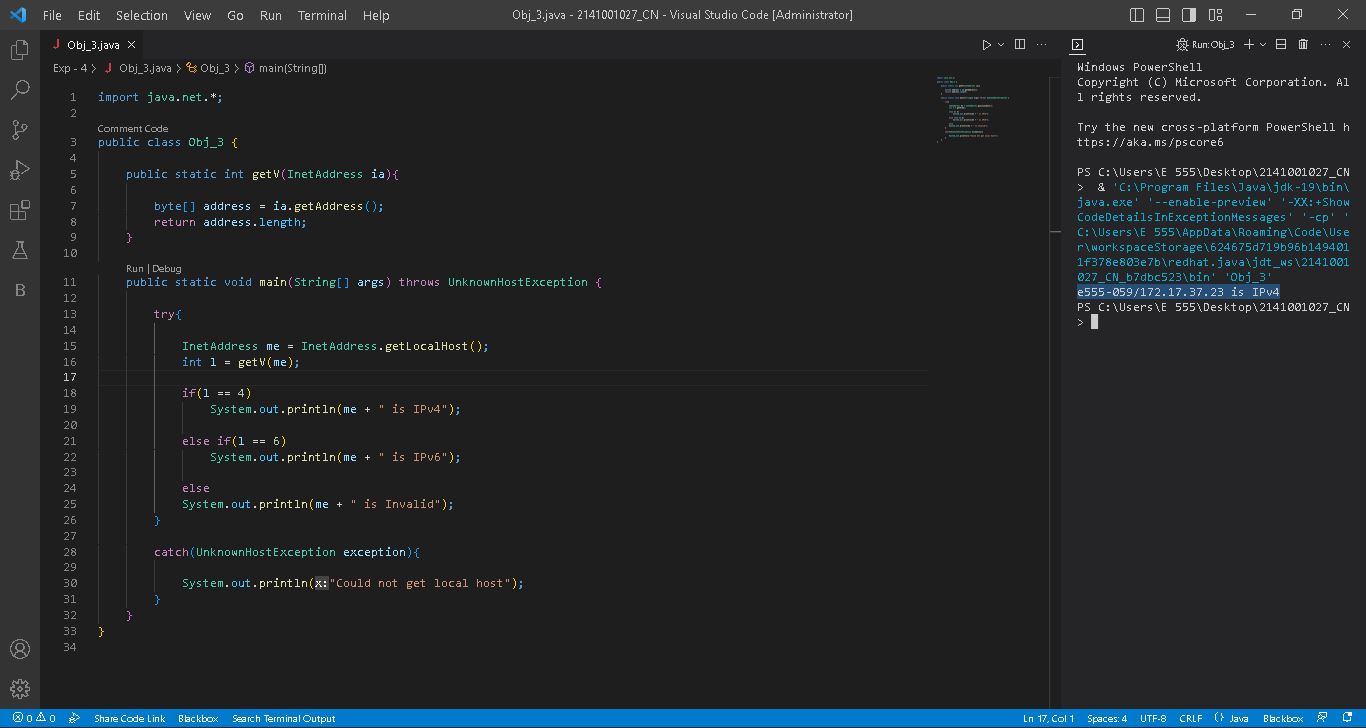 File Edit Selection View Go Run Terminal Help
Obj_3.java - 2141001027_CN - Visual Studio Code [Administrator]
J Obj_3.java
Run: Obj_3
Exp - 4 > J Obj_3.java > Obj_3 > main(String[])
1 import java.net.*;
2
Comment Code
3 public class Obj_3 {
4
5 public static int getV(InetAddress ia){
6
7 byte[] address = ia.getAddress();
8 return address.length;
9 }
10
Run | Debug
11 public static void main(String[] args) throws UnknownHostException {
12
13 try{
14
15 InetAddress me = InetAddress.getLocalHost();
16 int l = getV(me);
17
18 if(l == 4)
19 System.out.println(me + " is IPv4");
20
21 else if(l == 6)
22 System.out.println(me + " is IPv6");
23
24 else
25 System.out.println(me + " is Invalid");
26 }
27
28 catch(UnknownHostException exception){
29
30 System.out.println(x:"Could not get local host");
31 }
32 }
33 }
34
Windows PowerShell
Copyright (C) Microsoft Corporation. Al
l rights reserved.
Try the new cross-platform PowerShell h
ttps://aka.ms/pscore6
PS C:\Users\E 555\Desktop\2141001027_CN
> & 'C:\Program Files\Java\jdk-19\bin\
java.exe' '--enable-preview' '-XX:+Show
CodeDetailsInExceptionMessages' '-cp' '
C:\Users\E 555\AppData\Roaming\Code\Use
r\workspaceStorage\624675d719b96b149401
1f378e803e7b\redhat.java\jdt_ws\2141001
027_CN_b7dbc523\bin' 'Obj_3'
e555-059/172.17.37.23 is IPv4
PS C:\Users\E 555\Desktop\2141001027_CN
>
B
0 0 Share Code Link Blackbox Search Terminal Output
Ln 17, Col 1 Spaces: 4 UTF-8 CRLF {} Java Blackbox